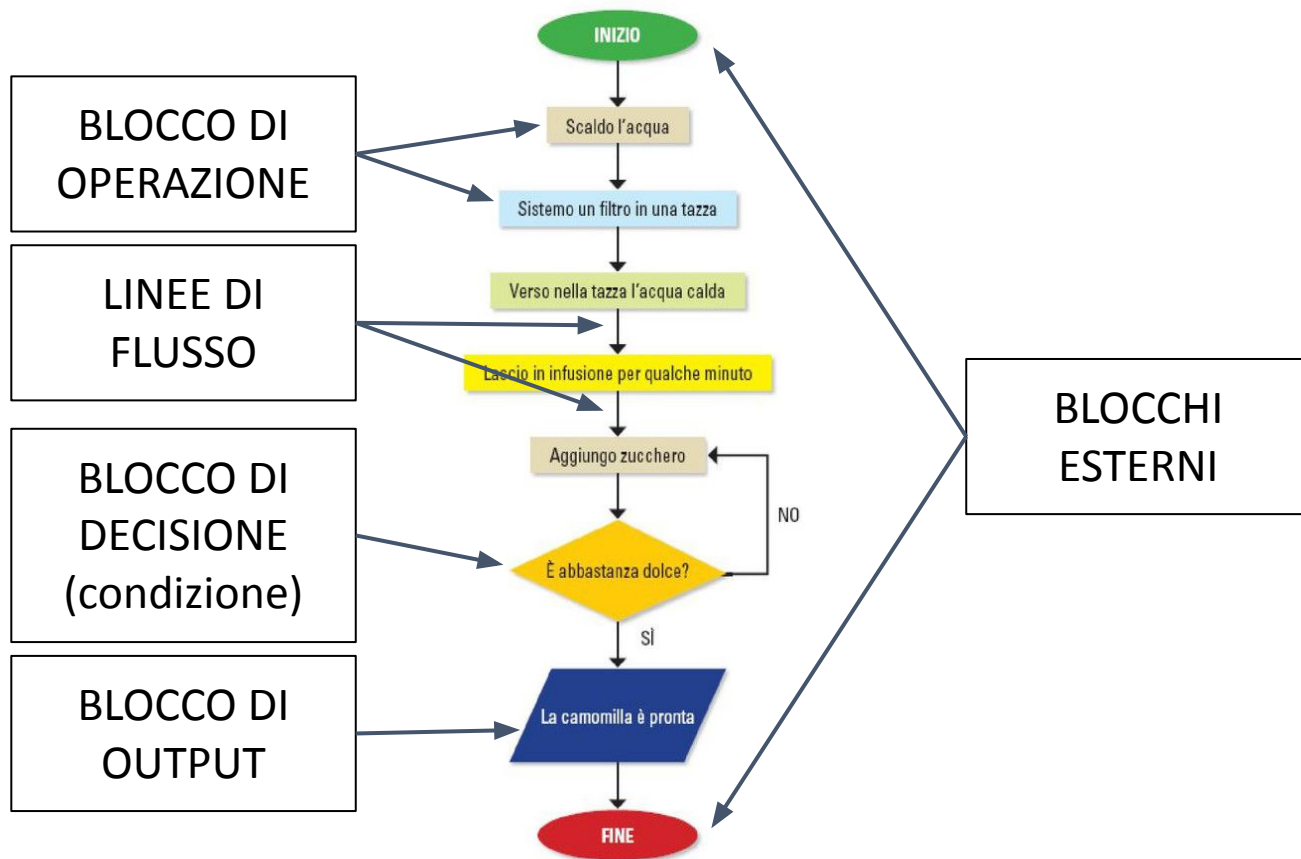 INIZIO
BLOCCO DI
OPERAZIONE
Scaldo l'acqua
Sistemo un filtro in una tazza
LINEE DI
FLUSSO
Verso nella tazza l'acqua calda
Lascio in infusione per qualche minuto
BLOCCHI
ESTERNI
Aggiungo zucchero
NO
BLOCCO DI
DECISIONE
(condizione)
È abbastanza dolce?
SÌ
BLOCCO DI
OUTPUT
La camomilla è pronta
FINE